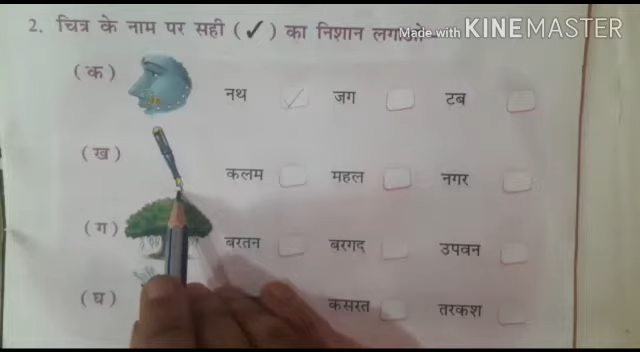 2. चित्र के नाम पर सही (✓) का निशान लगाओ
Made with KINEMASTER
(क) नथ जग टब
(ख) कलम महल नगर
(ग) बरतन बरगद उपवन
(घ) कसरत तरकश